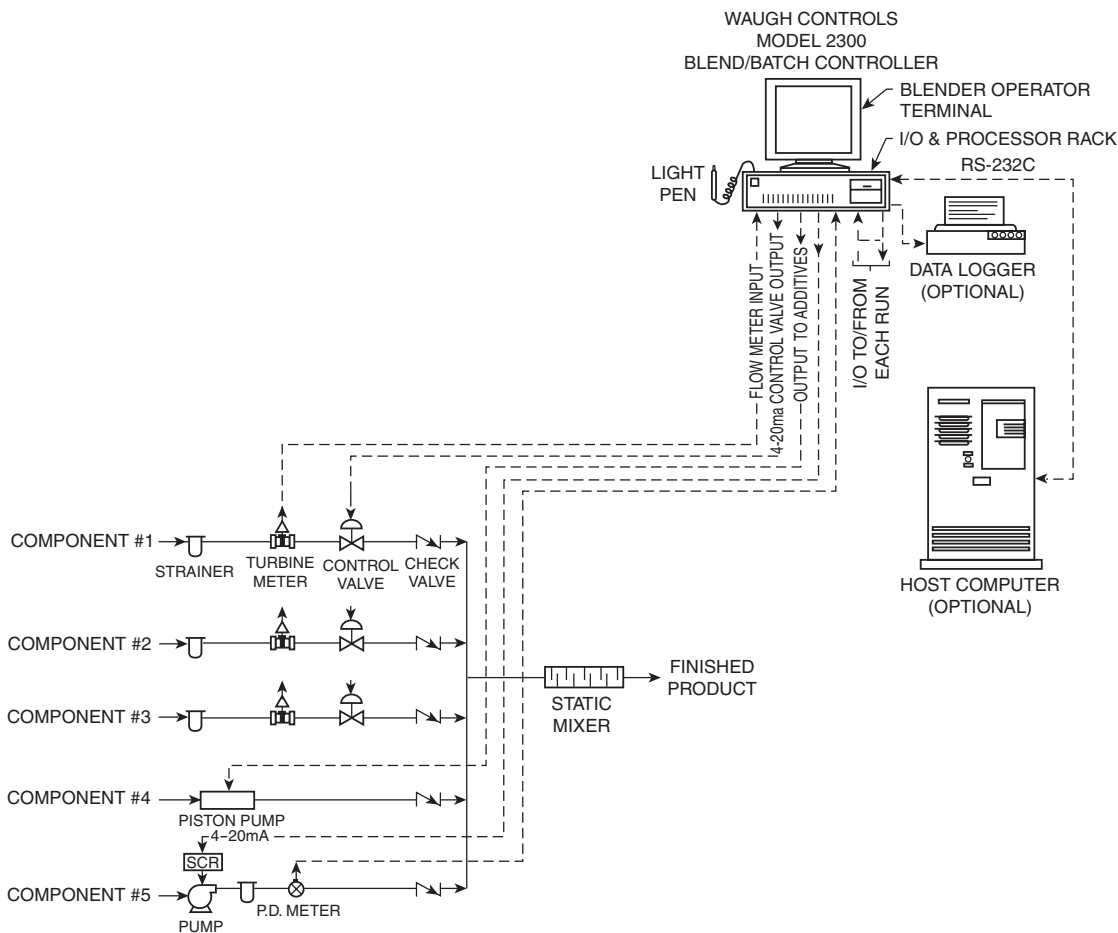 WAUGH CONTROLS
MODEL 2300
BLEND/BATCH CONTROLLER
BLENDER OPERATOR
TERMINAL
I/O & PROCESSOR RACK
RS-232C
LIGHT
PEN
DATA LOGGER
(OPTIONAL)
FLOW METER INPUT
4-20ma CONTROL VALVE OUTPUT
OUTPUT TO ADDITIVES
I/O TO/FROM
EACH RUN
HOST COMPUTER
(OPTIONAL)
COMPONENT #1
STRAINER
TURBINE
METER
CONTROL
VALVE
CHECK
VALVE
COMPONENT #2
COMPONENT #3
FINISHED
PRODUCT
STATIC
MIXER
COMPONENT #4
PISTON PUMP
4-20mA
SCR
COMPONENT #5
P.D. METER
PUMP